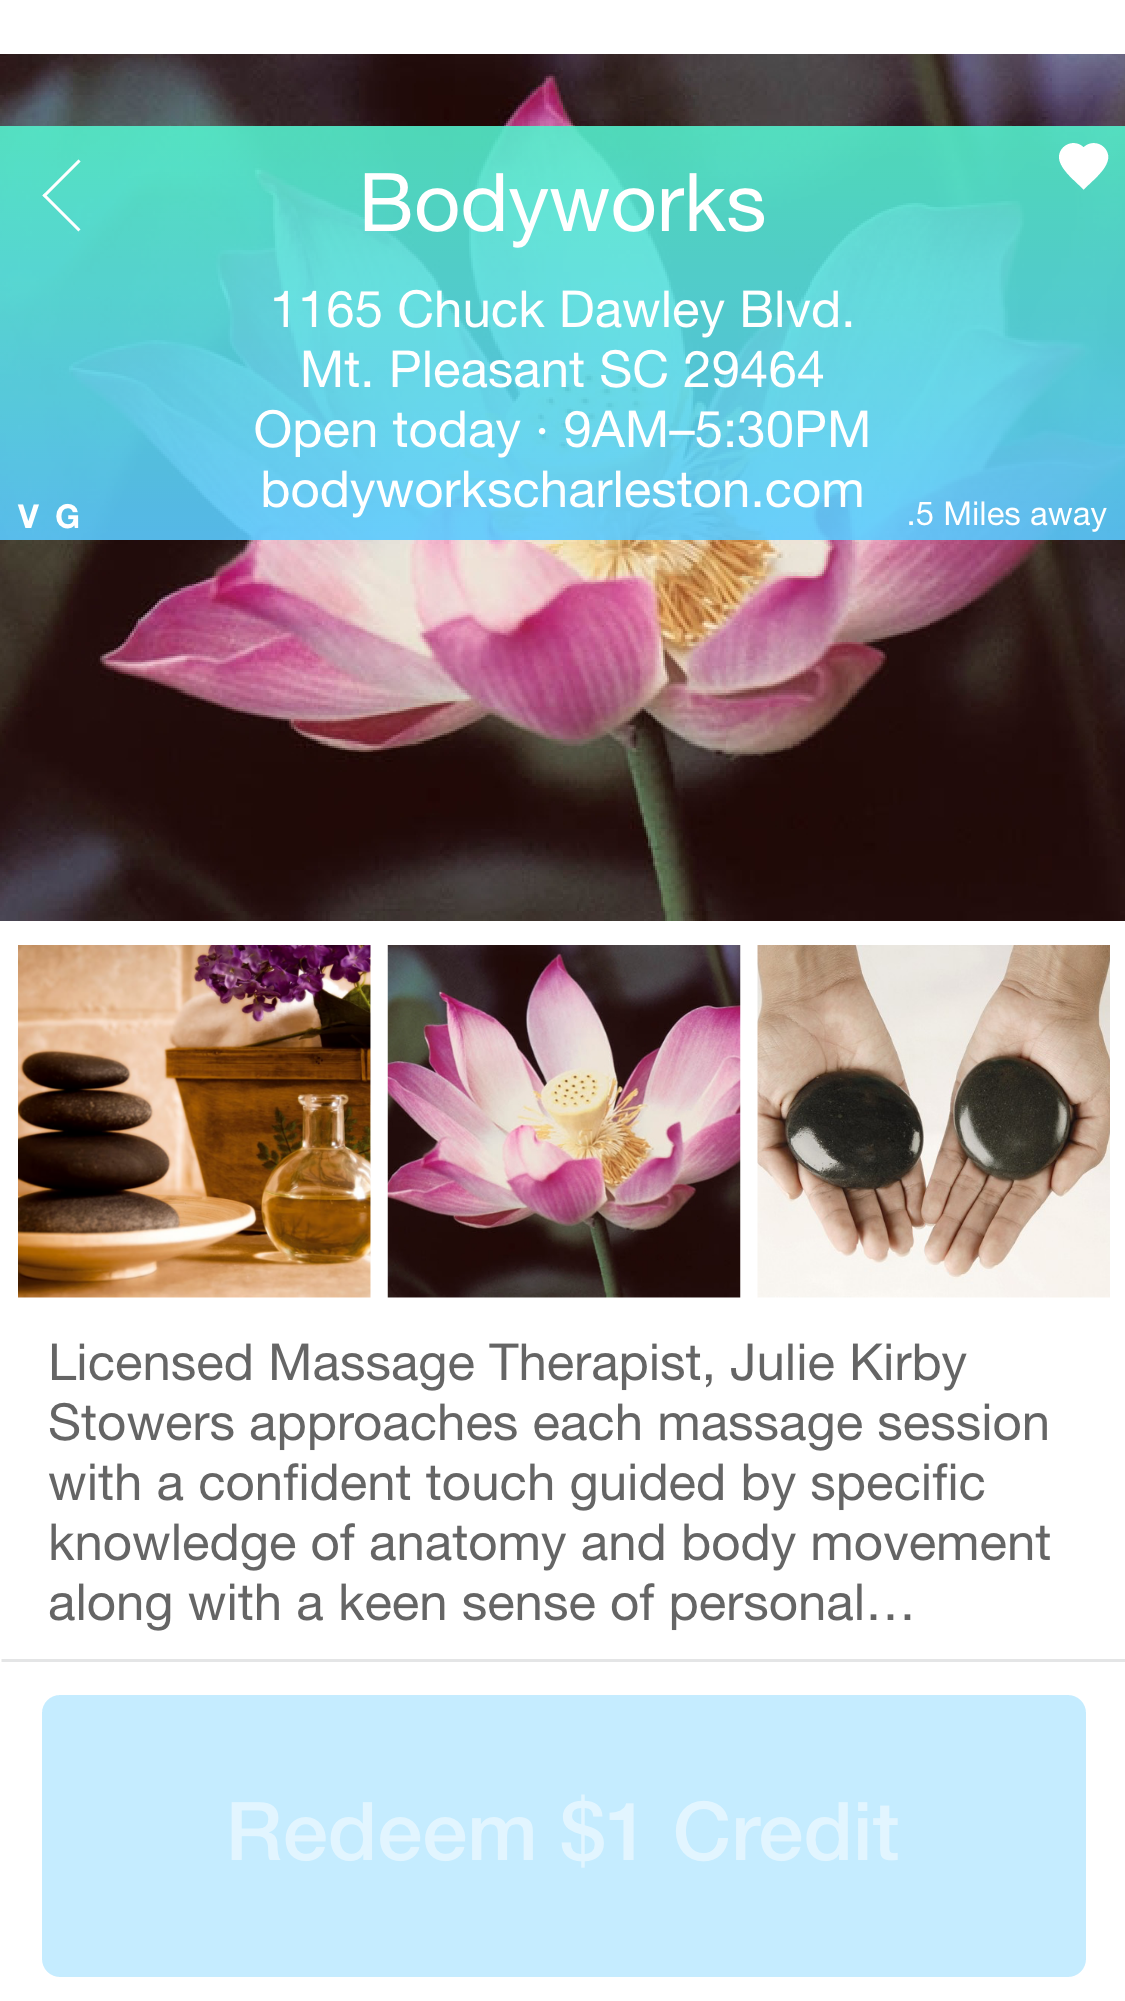 Bodyworks
1165 Chuck Dawley Blvd.
Mt. Pleasant SC 29464
Open today · 9AM–5:30PM
bodyworkscharleston.com
V G
.5 Miles away
Licensed Massage Therapist, Julie Kirby
Stowers approaches each massage session
with a confident touch guided by specific
knowledge of anatomy and body movement
along with a keen sense of personal…
Redeem $1 Credit